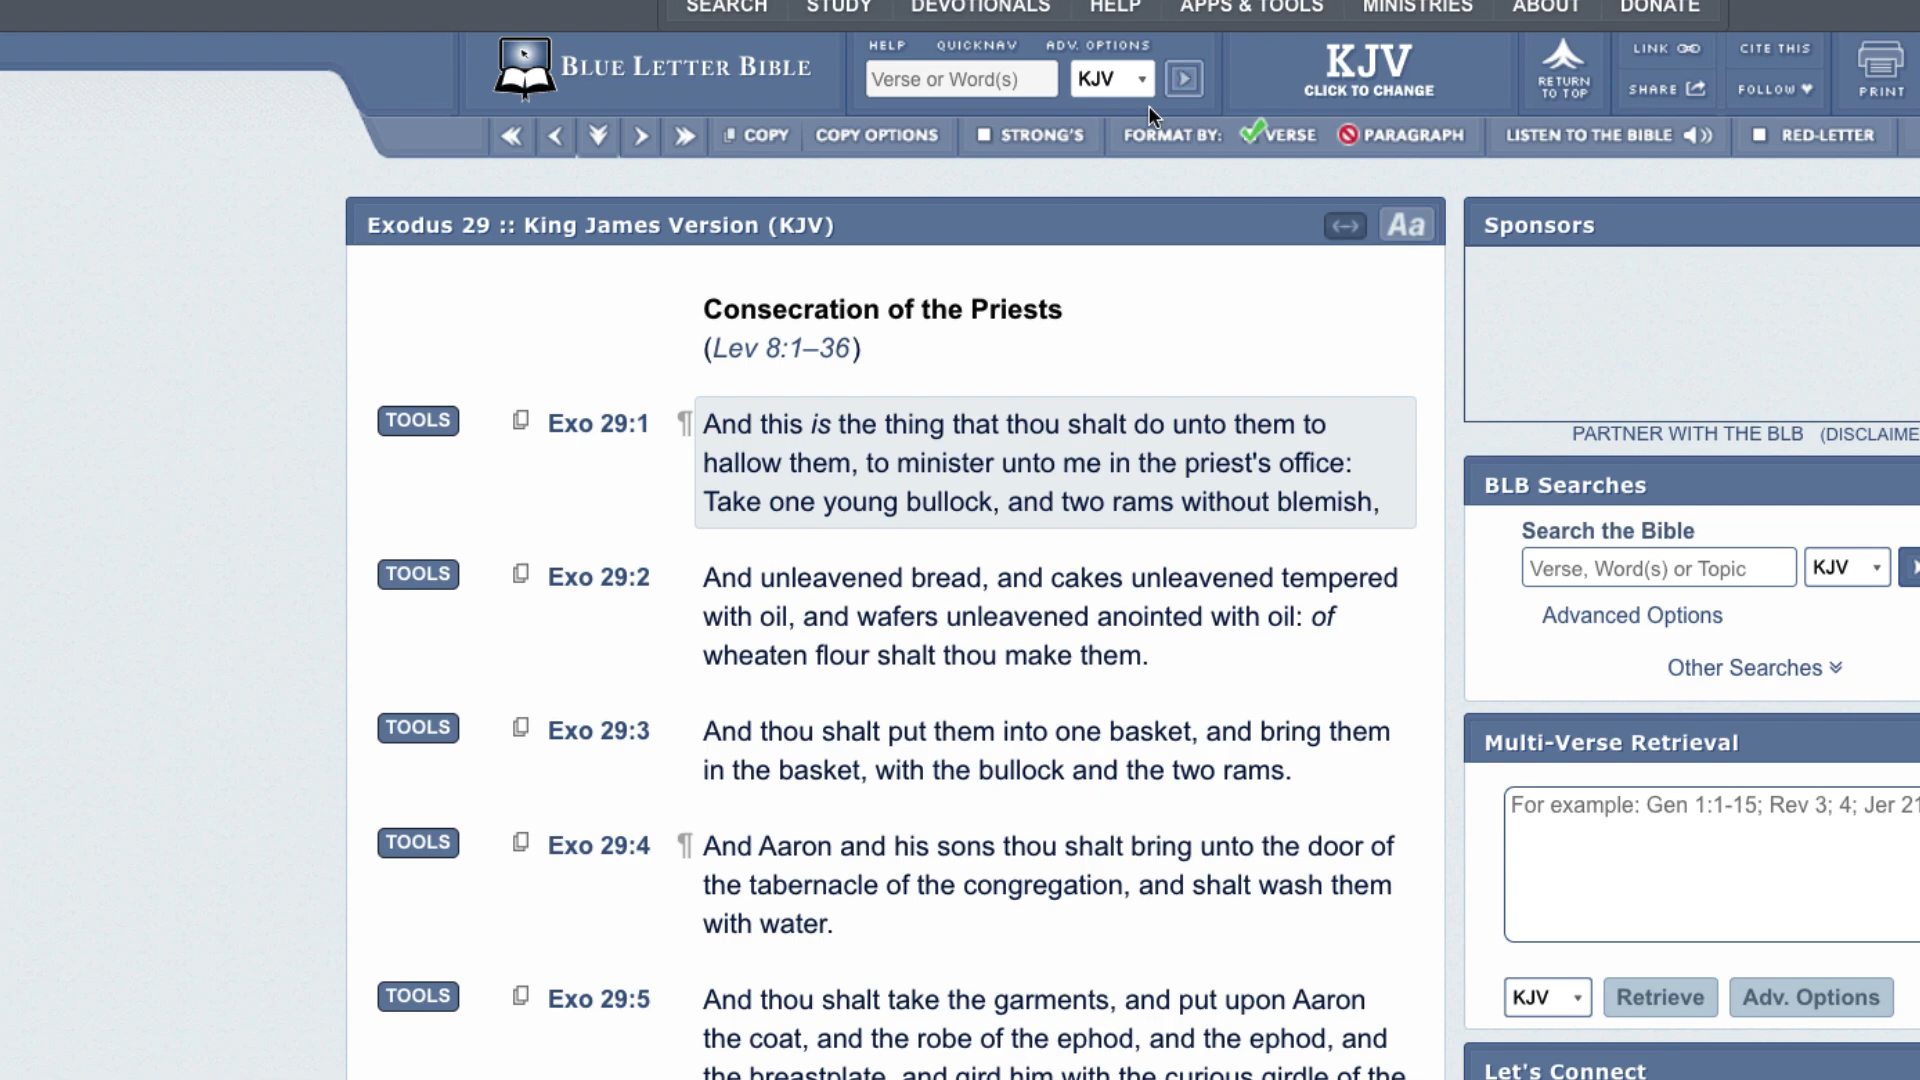 SEARCH STUDY DEVOTIONALS HELP APPS & TOOLS MINISTRIES ABOUT DONATE
BLUE LETTER BIBLE
HELP QUICKNAV ADV. OPTIONS
Verse or Word(s) KJV
KJV
CLICK TO CHANGE
RETURN
TO TOP
LINK
SHARE
CITE THIS
FOLLOW
PRINT
COPY COPY OPTIONS STRONG'S FORMAT BY: VERSE PARAGRAPH LISTEN TO THE BIBLE RED-LETTER
Exodus 29 :: King James Version (KJV) Aa
Consecration of the Priests
(Lev 8:1–36)
TOOLS Exo 29:1 ¶ And this is the thing that thou shalt do unto them to
hallow them, to minister unto me in the priest's office:
Take one young bullock, and two rams without blemish,
TOOLS Exo 29:2 And unleavened bread, and cakes unleavened tempered
with oil, and wafers unleavened anointed with oil: of
wheaten flour shalt thou make them.
TOOLS Exo 29:3 And thou shalt put them into one basket, and bring them
in the basket, with the bullock and the two rams.
TOOLS Exo 29:4 ¶ And Aaron and his sons thou shalt bring unto the door of
the tabernacle of the congregation, and shalt wash them
with water.
TOOLS Exo 29:5 And thou shalt take the garments, and put upon Aaron
the coat, and the robe of the ephod, and the ephod, and
the breastplate, and gird him with the curious girdle of the
Sponsors
PARTNER WITH THE BLB (DISCLAIME
BLB Searches
Search the Bible
Verse, Word(s) or Topic KJV
Advanced Options
Other Searches
Multi-Verse Retrieval
For example: Gen 1:1-15; Rev 3; 4; Jer 21
KJV Retrieve Adv. Options
Let's Connect